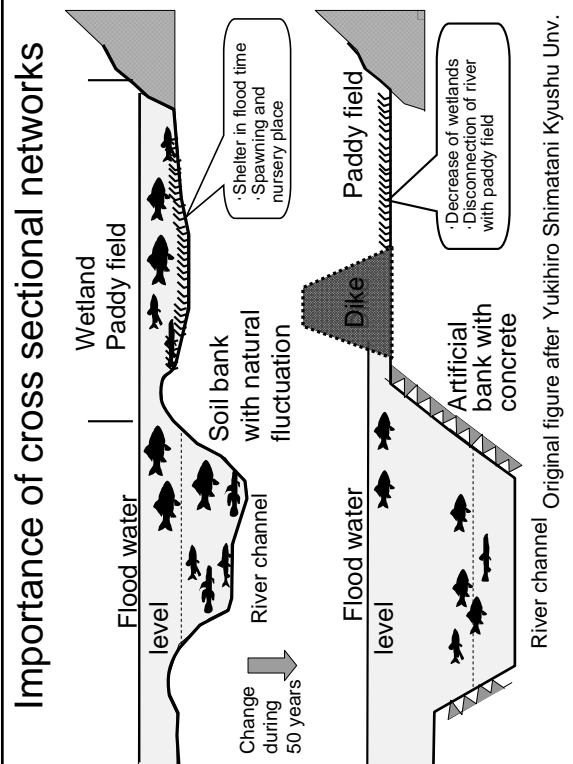 Importance of cross sectional networks
Wetland
Paddy field
Flood water
level
· Shelter in flood time
· Spawning and
nursery place
Soil bank
with natural
fluctuation
River channel
Change
during
50 years
Flood water
level
Dike
Paddy field
· Decrease of wetlands
· Disconnection of river
with paddy field
Artificial
bank with
concrete
River channel
Original figure after Yukihiro Shimatani Kyushu Unv.